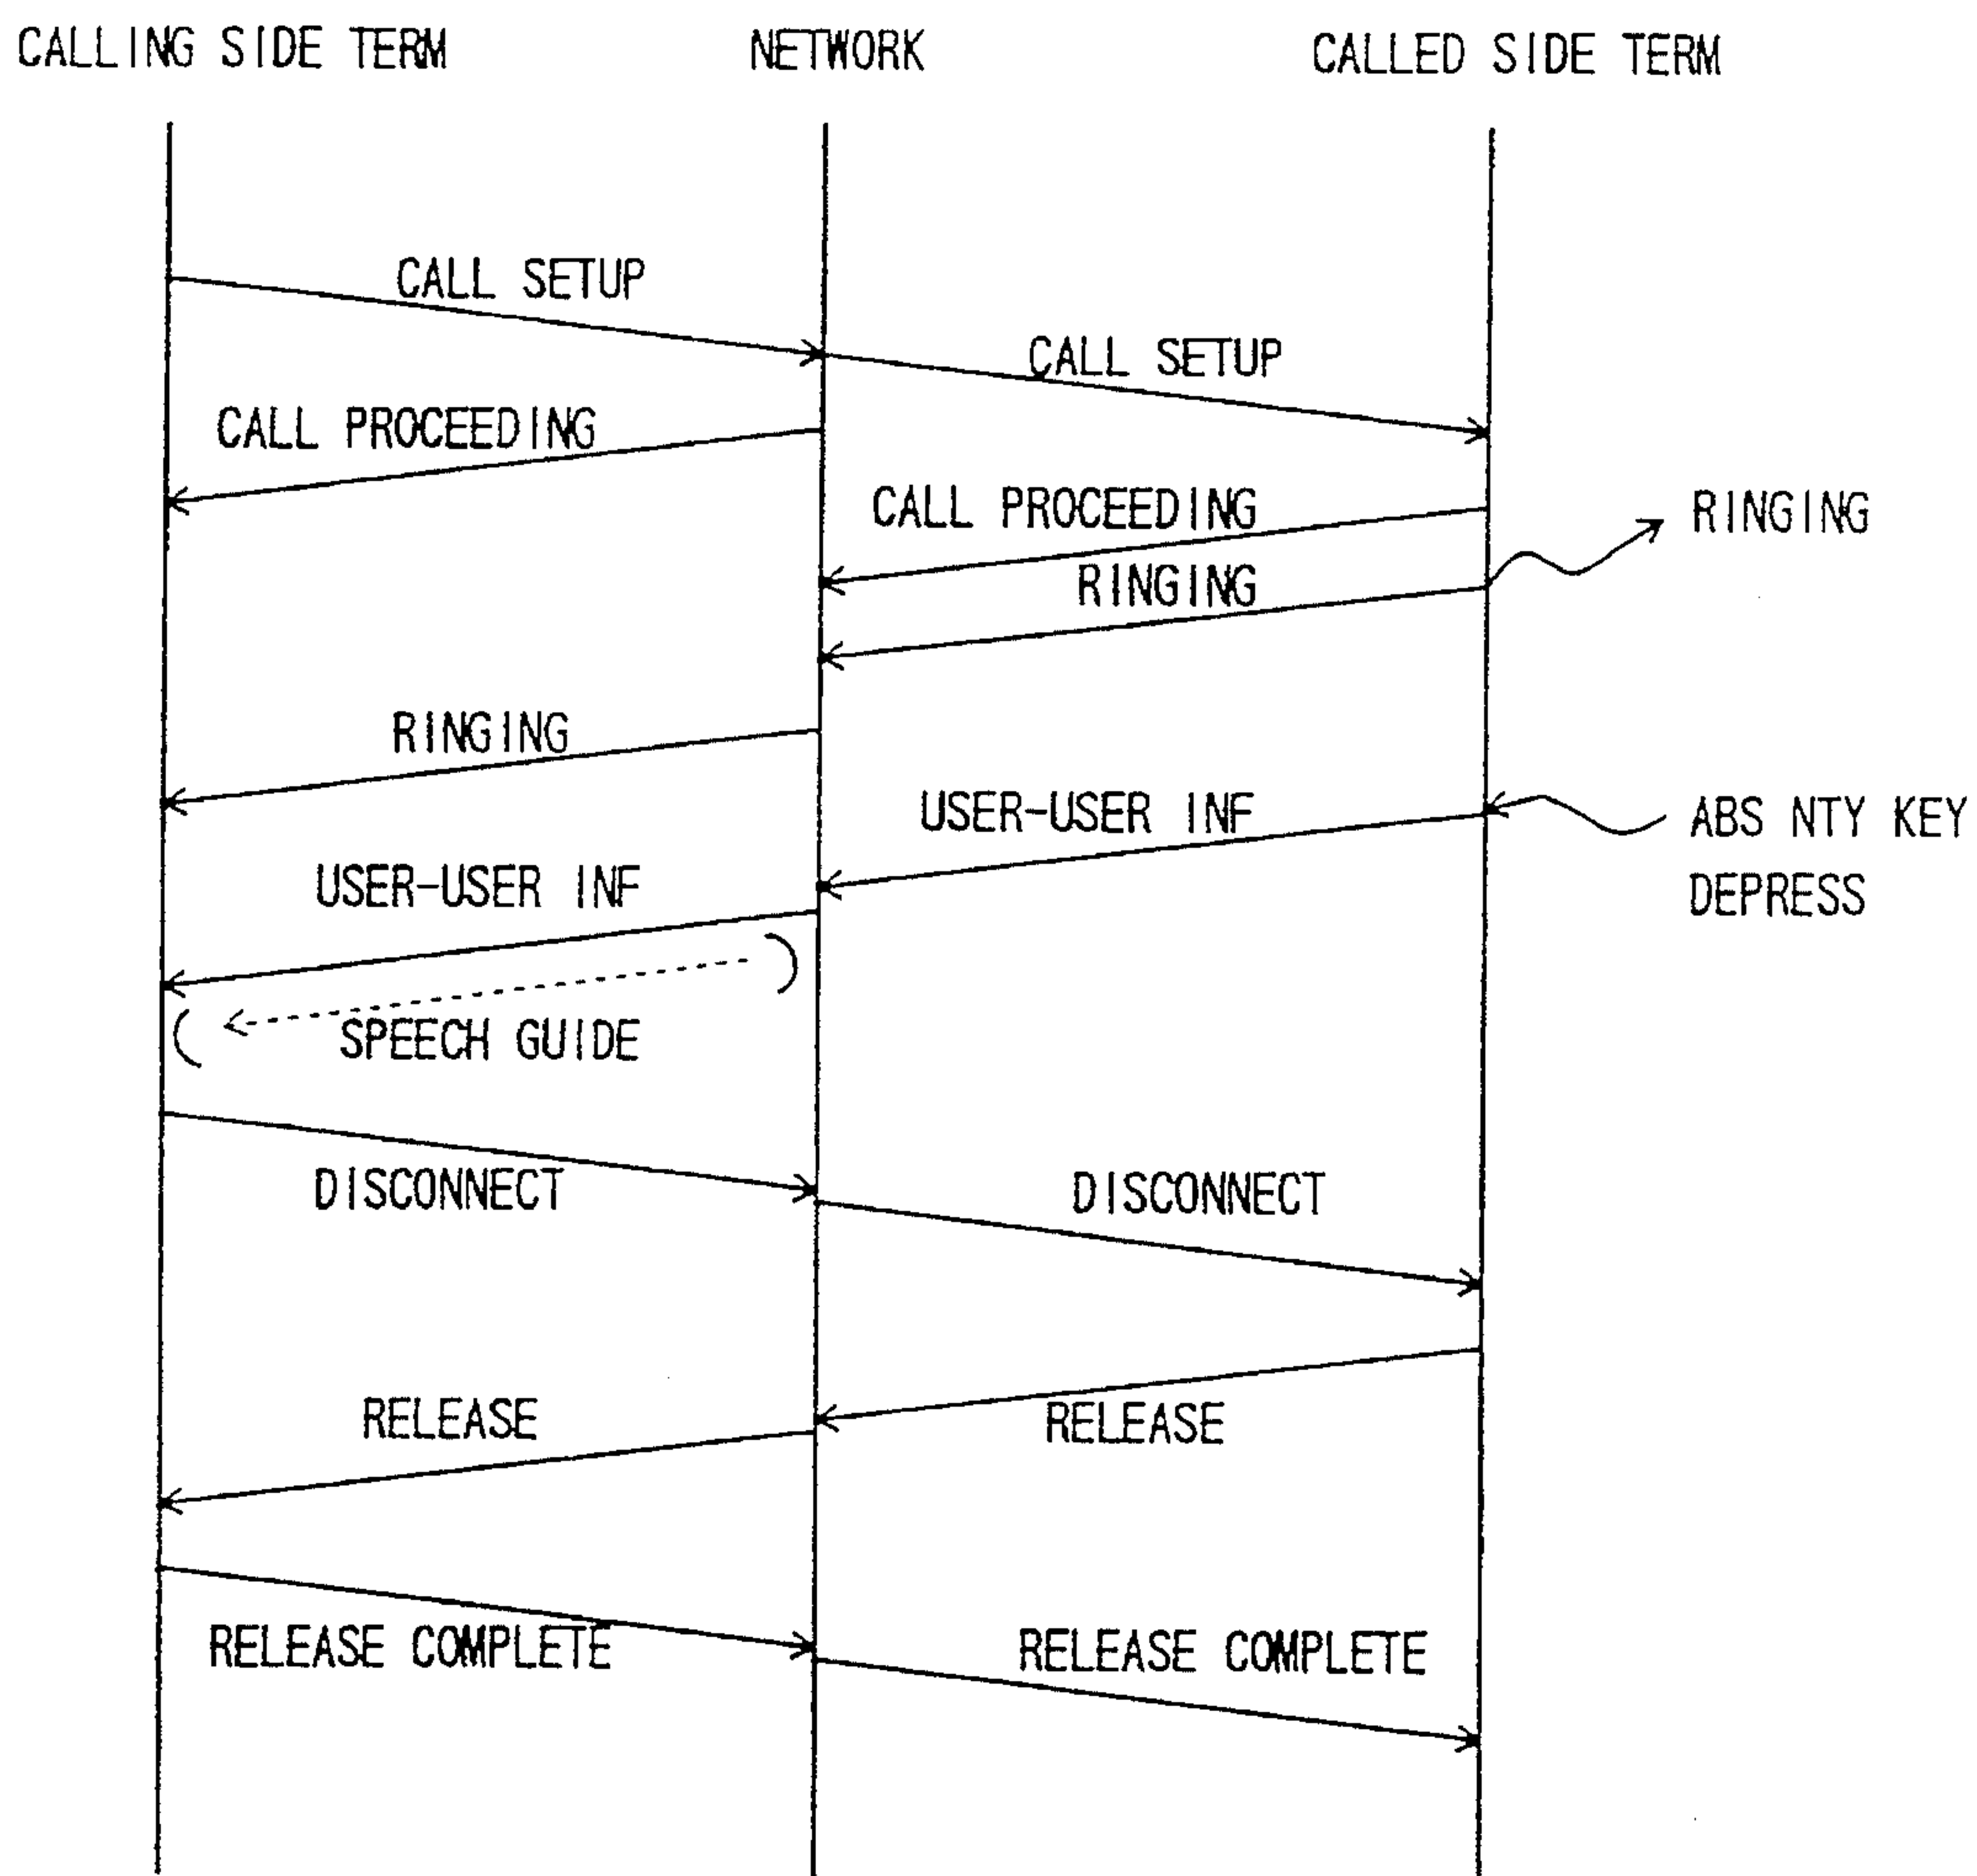 CALLING SIDE TERM
NETWORK
CALLED SIDE TERM
CALL SETUP
CALL SETUP
CALL PROCEEDING
CALL PROCEEDING
RINGING
RINGING
RINGING
USER-USER INF
ABS NTY KEY
DEPRESS
USER-USER INF
SPEECH GUIDE
DISCONNECT
DISCONNECT
RELEASE
RELEASE
RELEASE COMPLETE
RELEASE COMPLETE